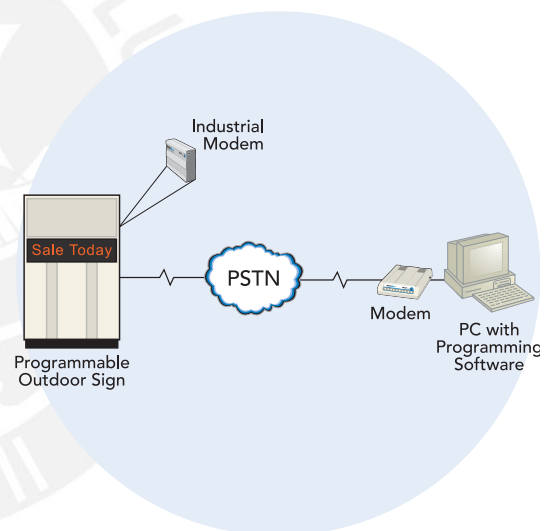 Industrial
Modem
Sale Today
PSTN
Modem
Programmable
Outdoor Sign
PC with
Programming
Software